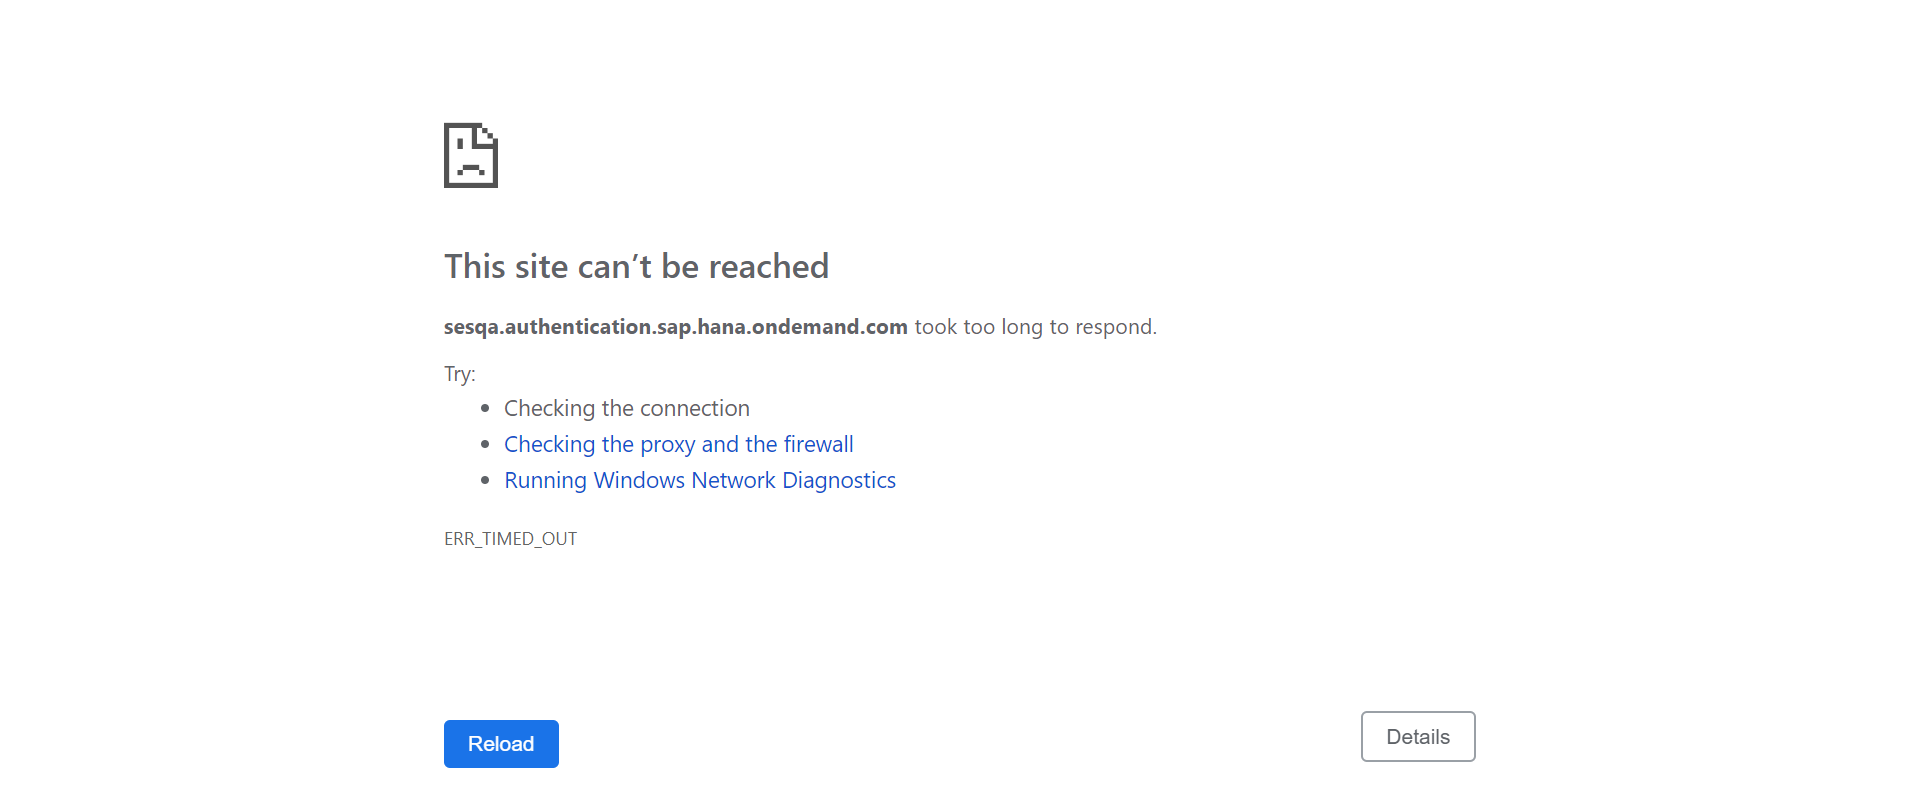 This site can’t be reached
sesqa.authentication.sap.hana.ondemand.com took too long to respond.
Try:
• Checking the connection
• Checking the proxy and the firewall
• Running Windows Network Diagnostics
ERR_TIMED_OUT
Reload
Details